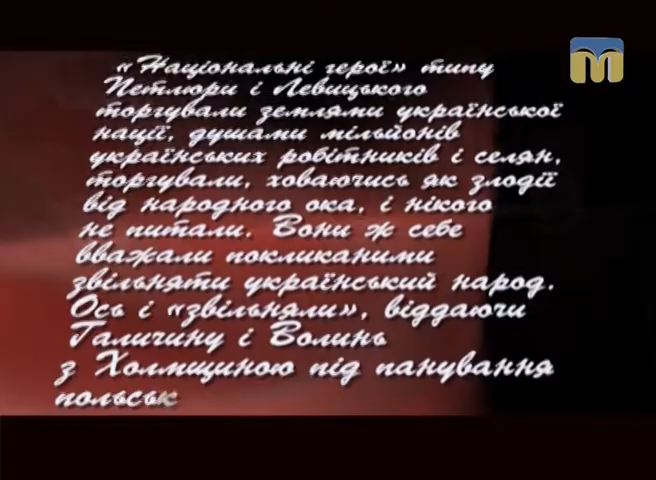 «Національні герої» типу
Петлюри і Левицького
торгували землями української
нації, душами мільйонів
українських робітників і селян,
торгували, ховаючись як злодії
від народного ока, і нікого
не питали. Вони ж себе
вважали покликаними
звільняти український народ.
Ось і «звільняли», віддаючи
Галичину і Волинь
з Холмщиною під панування
польськ